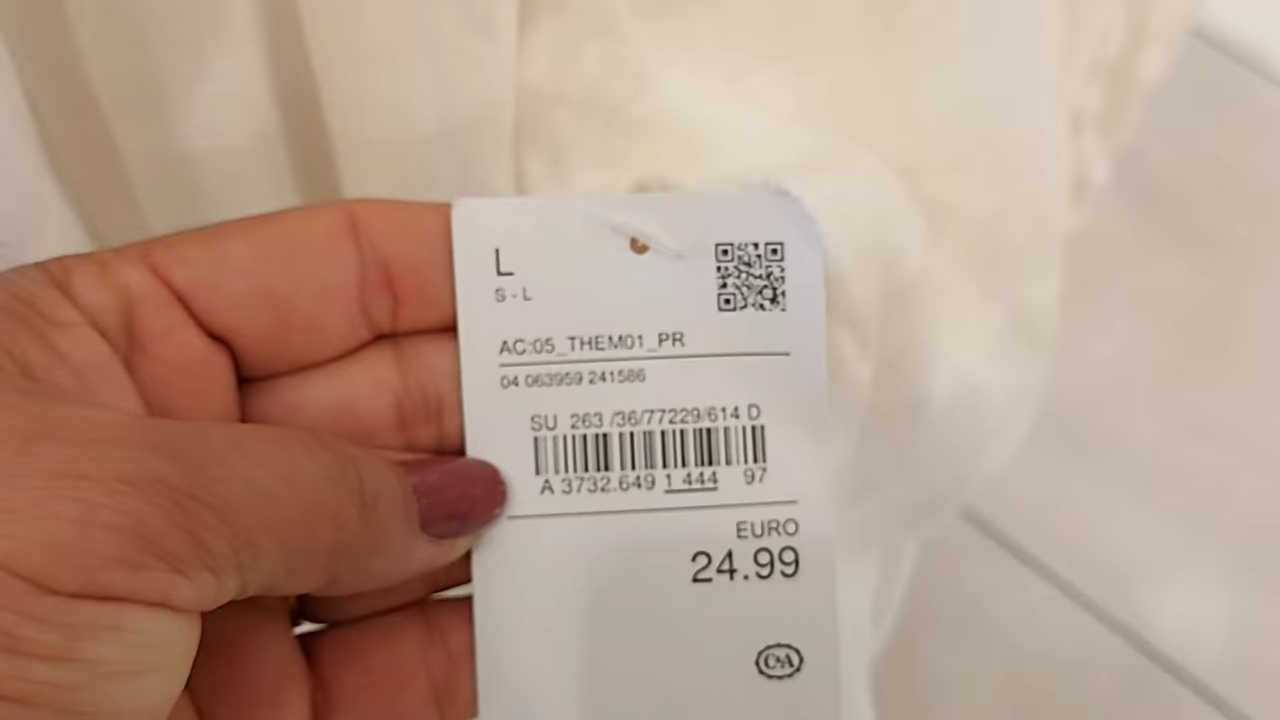 L
S - L
AC:05_THEM01_PR
04 063959 241586
SU 263 /36/77229/614 D
A 3732.649 1 444 97
EURO
24.99
C&A